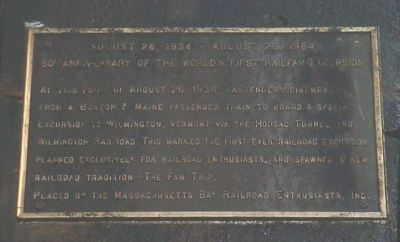 AUGUST 26, 1934 - AUGUST 26, 1984
50TH ANNIVERSARY OF THE WORLD'S FIRST RAILFAN EXCURSION
AT THIS POINT ON AUGUST 26, 1934, PASSENGERS DISEMBARKED
FROM A BOSTON & MAINE PASSENGER TRAIN TO BOARD A SPECIAL
EXCURSION TO WILMINGTON, VERMONT VIA THE HOOSAC TUNNEL AND
WILMINGTON RAILROAD. THIS MARKED THE FIRST-EVER RAILROAD EXCURSION
PLANNED EXCLUSIVELY FOR RAILROAD ENTHUSIASTS, AND SPAWNED A NEW
RAILROAD TRADITION - THE FAN TRIP.
PLACED BY THE MASSACHUSETTS BAY RAILROAD ENTHUSIASTS, INC.